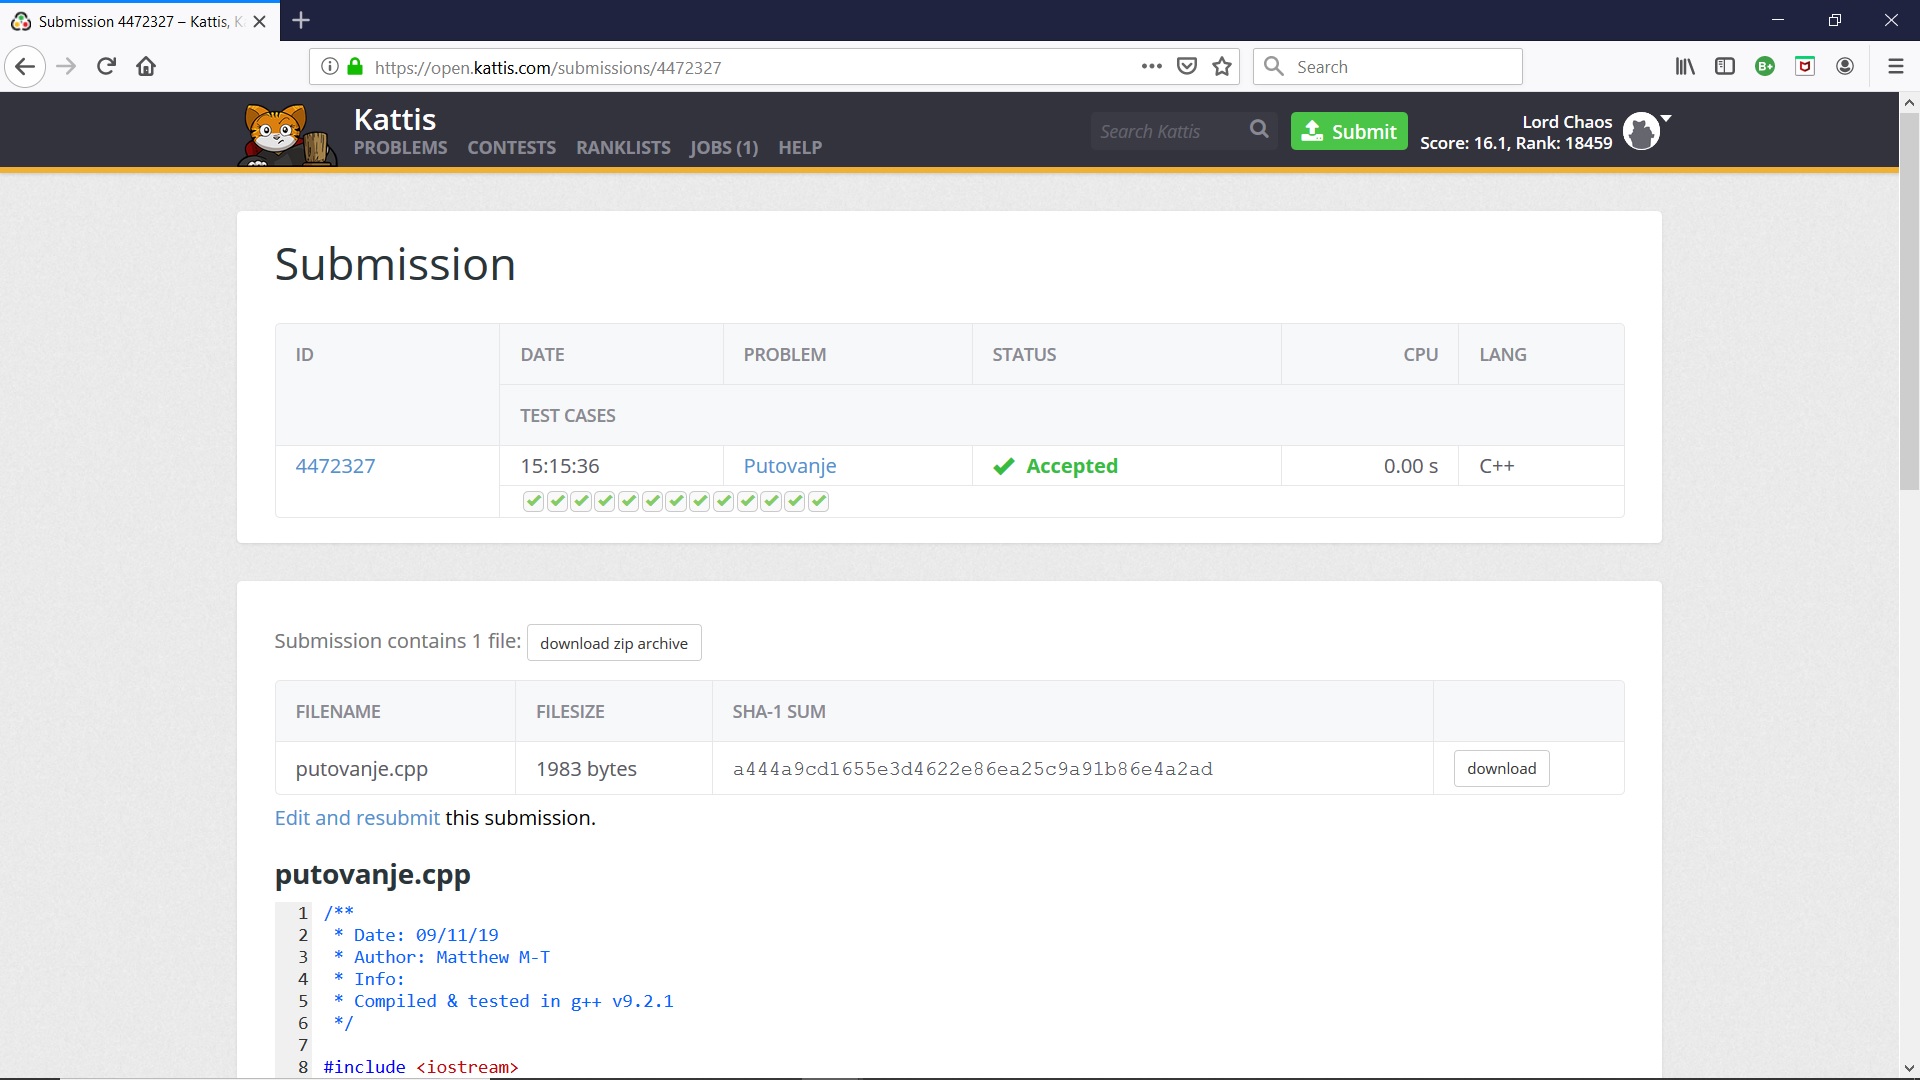 Submission 4472327 – Kattis, K
https://open.kattis.com/submissions/4472327
Search
Kattis
PROBLEMS CONTESTS RANKLISTS JOBS (1) HELP
Search Kattis
Submit
Lord Chaos
Score: 16.1, Rank: 18459
Submission
ID DATE PROBLEM STATUS CPU LANG
TEST CASES
4472327 15:15:36 Putovanje Accepted 0.00 s C++
Submission contains 1 file: download zip archive
FILENAME FILESIZE SHA-1 SUM
putovanje.cpp 1983 bytes a444a9cd1655e3d4622e86ea25c9a91b86e4a2ad download
Edit and resubmit this submission.
putovanje.cpp
1 /**
2 * Date: 09/11/19
3 * Author: Matthew M-T
4 * Info:
5 * Compiled & tested in g++ v9.2.1
6 */
7
8 #include <iostream>